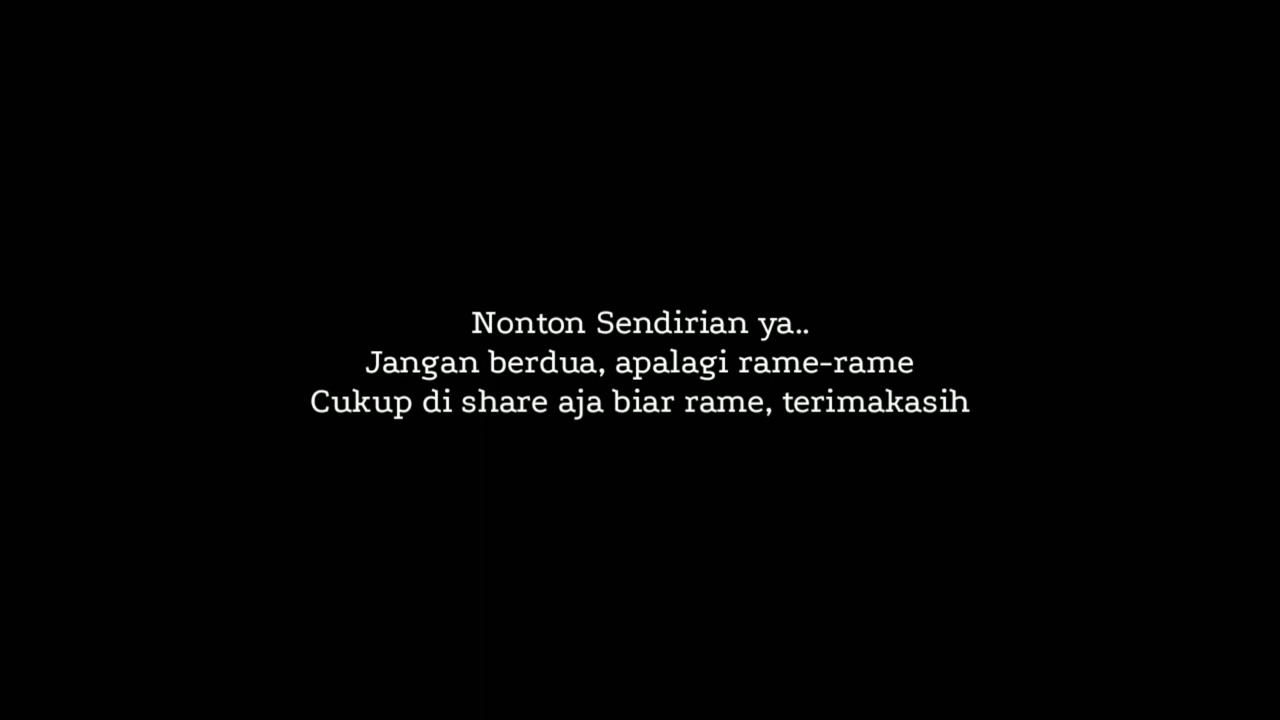 Nonton Sendirian ya..
Jangan berdua, apalagi rame-rame
Cukup di share aja biar rame, terimakasih